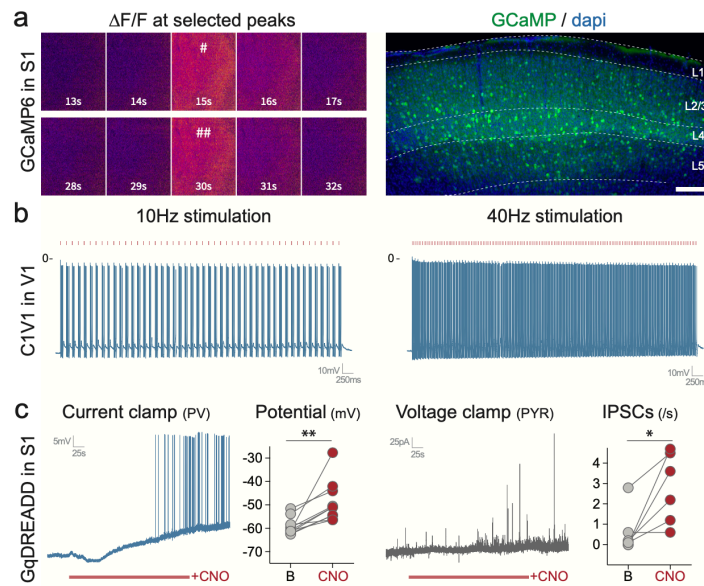 a
ΔF/F at selected peaks
GCaMP / dapi
GCaMP6 in S1
#
13s 14s 15s 16s 17s
##
28s 29s 30s 31s 32s
L1
L2/3
L4
L5
b
10Hz stimulation
40Hz stimulation
C1V1 in V1
0-
10mV
250ms
0-
10mV
250ms
c
Current clamp (PV)
Potential (mV)
Voltage clamp (PYR)
IPSCs (/s)
GqDREADD in S1
5mV
25s
+CNO
**
-30
-40
-50
-60
-70
B CNO
25pA
25s
+CNO
*
4
3
2
1
0
B CNO